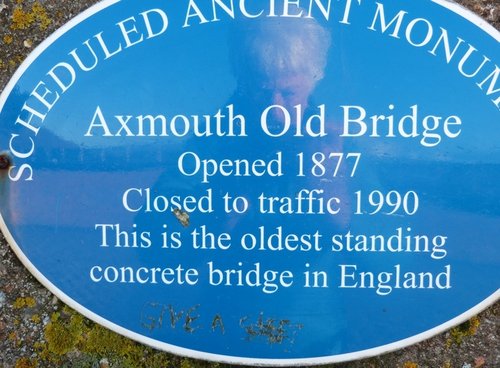 SCHEDULED ANCIENT MONUM
Axmouth Old Bridge
Opened 1877
Closed to traffic 1990
This is the oldest standing
concrete bridge in England
GIVE A